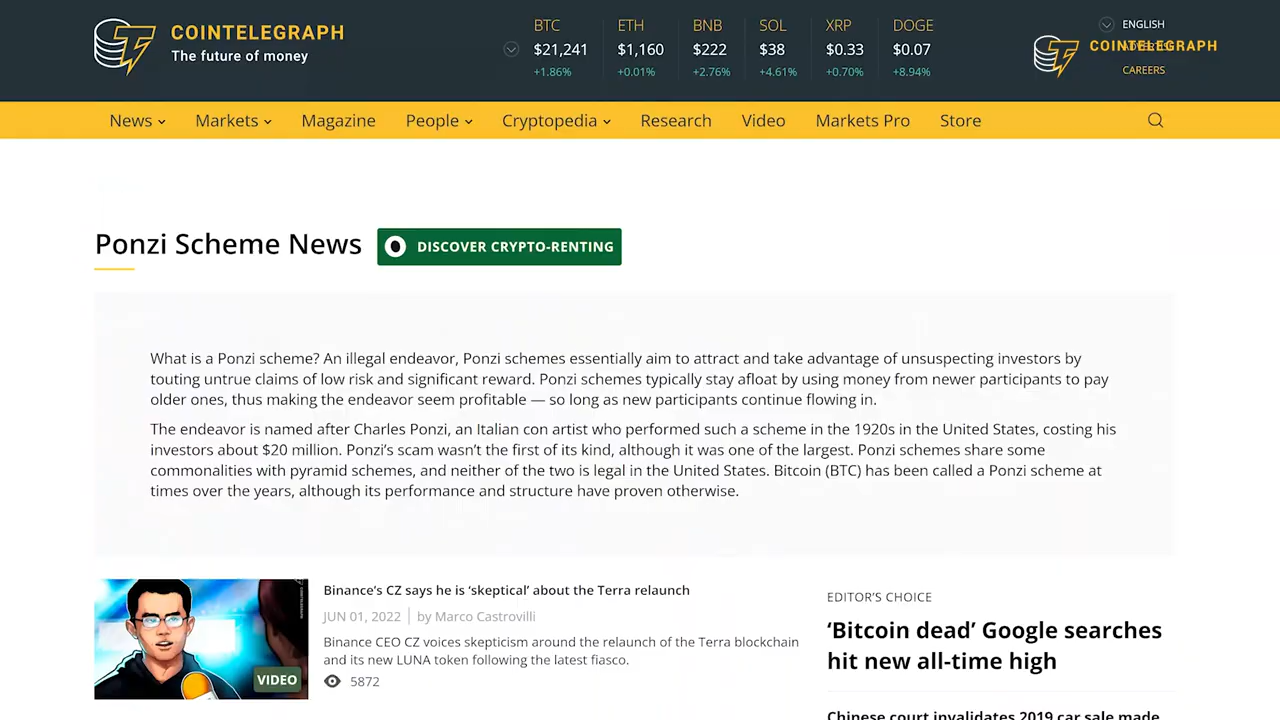 COINTELEGRAPH
The future of money
BTC
$21,241
+1.86%
ETH
$1,160
+0.01%
BNB
$222
+2.76%
SOL
$38
+4.61%
XRP
$0.33
+0.70%
DOGE
$0.07
+8.94%
ENGLISH
COINTELEGRAPH
CAREERS
News
Markets
Magazine
People
Cryptopedia
Research
Video
Markets Pro
Store
Ponzi Scheme News
DISCOVER CRYPTO-RENTING
What is a Ponzi scheme? An illegal endeavor, Ponzi schemes essentially aim to attract and take advantage of unsuspecting investors by
touting untrue claims of low risk and significant reward. Ponzi schemes typically stay afloat by using money from newer participants to pay
older ones, thus making the endeavor seem profitable — so long as new participants continue flowing in.
The endeavor is named after Charles Ponzi, an Italian con artist who performed such a scheme in the 1920s in the United States, costing his
investors about $20 million. Ponzi’s scam wasn’t the first of its kind, although it was one of the largest. Ponzi schemes share some
commonalities with pyramid schemes, and neither of the two is legal in the United States. Bitcoin (BTC) has been called a Ponzi scheme at
times over the years, although its performance and structure have proven otherwise.
VIDEO
Binance’s CZ says he is ‘skeptical’ about the Terra relaunch
JUN 01, 2022 | by Marco Castrovilli
Binance CEO CZ voices skepticism around the relaunch of the Terra blockchain
and its new LUNA token following the latest fiasco.
5872
EDITOR’S CHOICE
‘Bitcoin dead’ Google searches
hit new all-time high
Chinese court invalidates 2019 car sale made